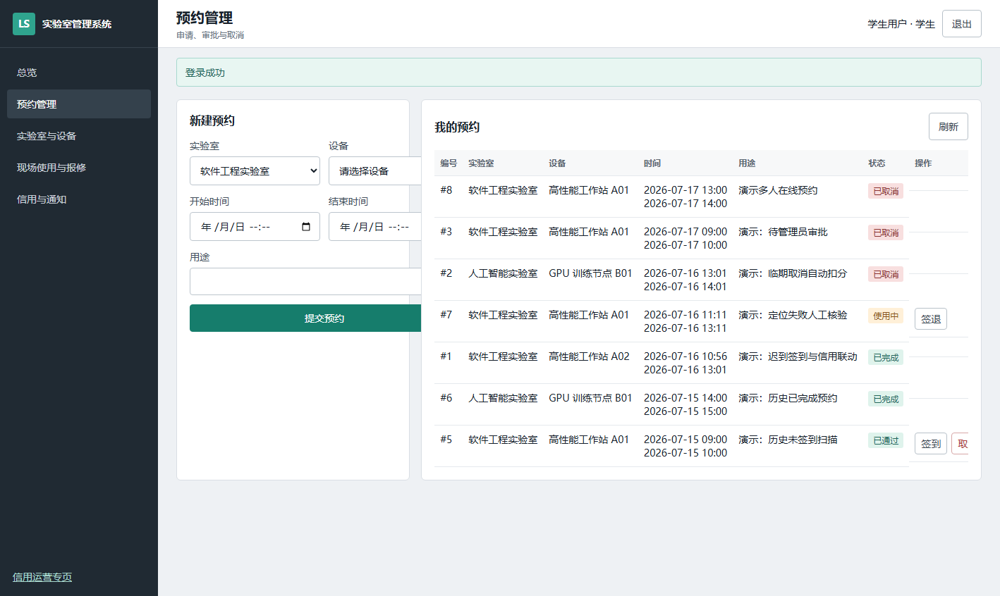 LS 实验室管理系统
总览
预约管理
实验室与设备
现场使用与报修
信用与通知
信用运营专页
预约管理
申请、审批与取消
学生用户 · 学生 退出
登录成功
新建预约
实验室 设备
软件工程实验室 请选择设备
开始时间 结束时间
年 /月/日 --:-- 年 /月/日 --:--
用途
提交预约
我的预约 刷新
编号 实验室 设备 时间 用途 状态 操作
#8 软件工程实验室 高性能工作站 A01 2026-07-17 13:00 演示多人在线预约 已取消
2026-07-17 14:00
#3 软件工程实验室 高性能工作站 A01 2026-07-17 09:00 演示：待管理员审批 已取消
2026-07-17 10:00
#2 人工智能实验室 GPU 训练节点 B01 2026-07-16 13:01 演示：临期取消自动扣分 已取消
2026-07-16 14:01
#7 软件工程实验室 高性能工作站 A01 2026-07-16 11:11 演示：定位失败人工核验 使用中 签退
2026-07-16 13:11
#1 软件工程实验室 高性能工作站 A02 2026-07-16 10:56 演示：迟到签到与信用联动 已完成
2026-07-16 13:01
#6 人工智能实验室 GPU 训练节点 B01 2026-07-15 14:00 演示：历史已完成预约 已完成
2026-07-15 15:00
#5 软件工程实验室 高性能工作站 A01 2026-07-15 09:00 演示：历史未签到扫描 已通过 签到 取
2026-07-15 10:00